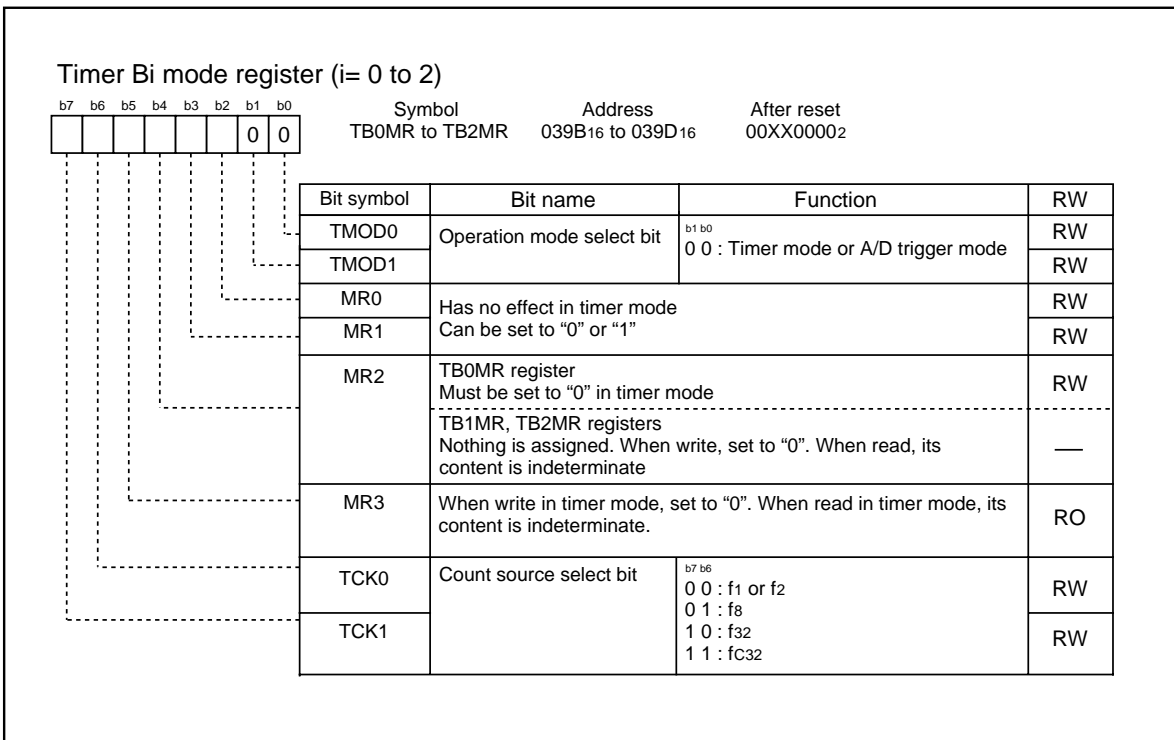 Timer Bi mode register (i= 0 to 2)
b7 b6 b5 b4 b3 b2 b1 b0
0 0
Symbol Address After reset
TB0MR to TB2MR 039B16 to 039D16 00XX00002
Bit symbol Bit name Function RW
TMOD0 Operation mode select bit b1 b0 RW
0 0 : Timer mode or A/D trigger mode
TMOD1 RW
MR0 Has no effect in timer mode RW
MR1 Can be set to “0” or “1” RW
MR2 TB0MR register RW
Must be set to “0” in timer mode
TB1MR, TB2MR registers
Nothing is assigned. When write, set to “0”. When read, its —
content is indeterminate
MR3 When write in timer mode, set to “0”. When read in timer mode, its RO
content is indeterminate.
TCK0 Count source select bit b7 b6 RW
0 0 : f1 or f2
0 1 : f8
TCK1 1 0 : f32 RW
1 1 : fC32